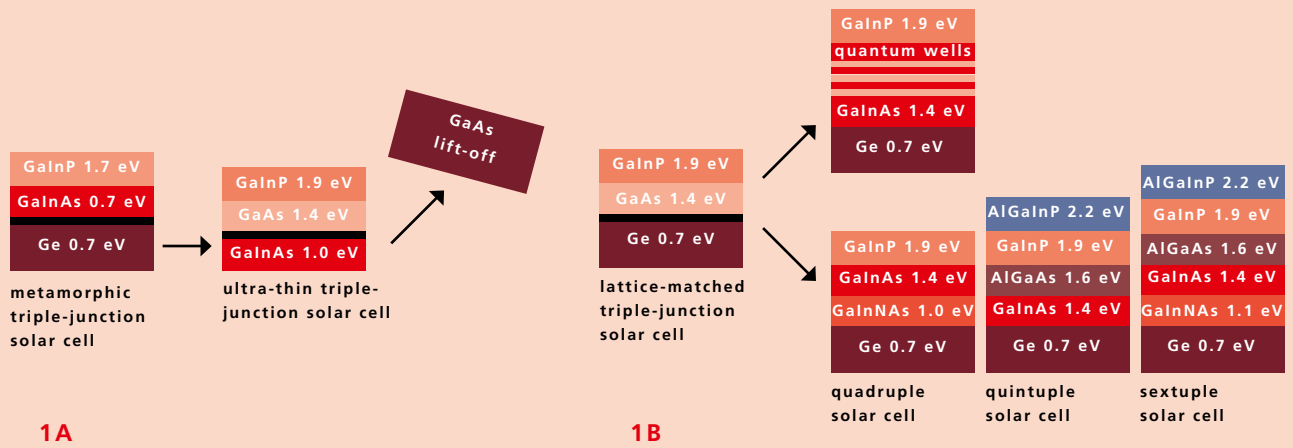 GaInP 1.7 eV
GaInAs 0.7 eV
Ge 0.7 eV
metamorphic
triple-junction
solar cell
GaInP 1.9 eV
GaAs 1.4 eV
GaInAs 1.0 eV
ultra-thin triple-
junction solar cell
GaAs
lift-off
1A
GaInP 1.9 eV
GaAs 1.4 eV
Ge 0.7 eV
lattice-matched
triple-junction
solar cell
GaInP 1.9 eV
quantum wells
GaInAs 1.4 eV
Ge 0.7 eV
GaInP 1.9 eV
GaInAs 1.4 eV
GaInNAs 1.0 eV
Ge 0.7 eV
quadruple
solar cell
AlGaInP 2.2 eV
GaInP 1.9 eV
AlGaAs 1.6 eV
GaInAs 1.4 eV
Ge 0.7 eV
quintuple
solar cell
AlGaInP 2.2 eV
GaInP 1.9 eV
AlGaAs 1.6 eV
GaInAs 1.4 eV
GaInNAs 1.1 eV
Ge 0.7 eV
sextuple
solar cell
1B